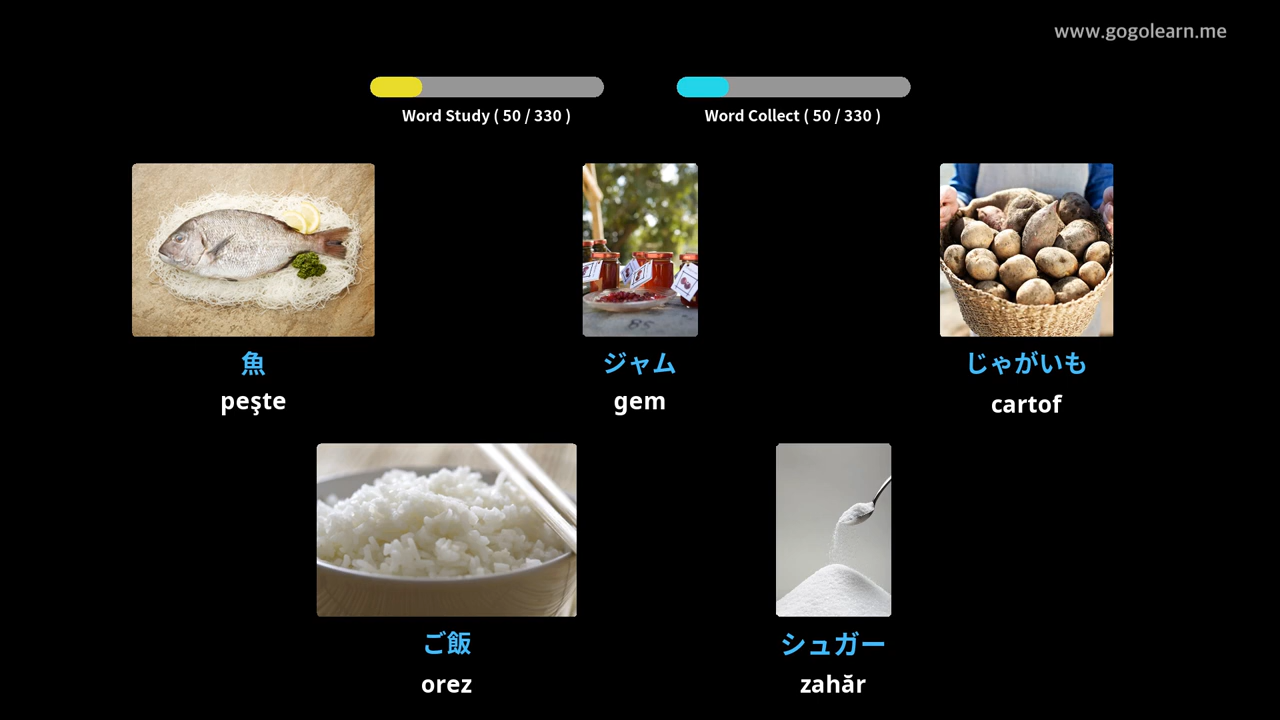 www.gogolearn.me
Word Study ( 50 / 330 )
Word Collect ( 50 / 330 )
魚
ジャム
じゃがいも
peşte
gem
cartof
ご飯
シュガー
orez
zahăr